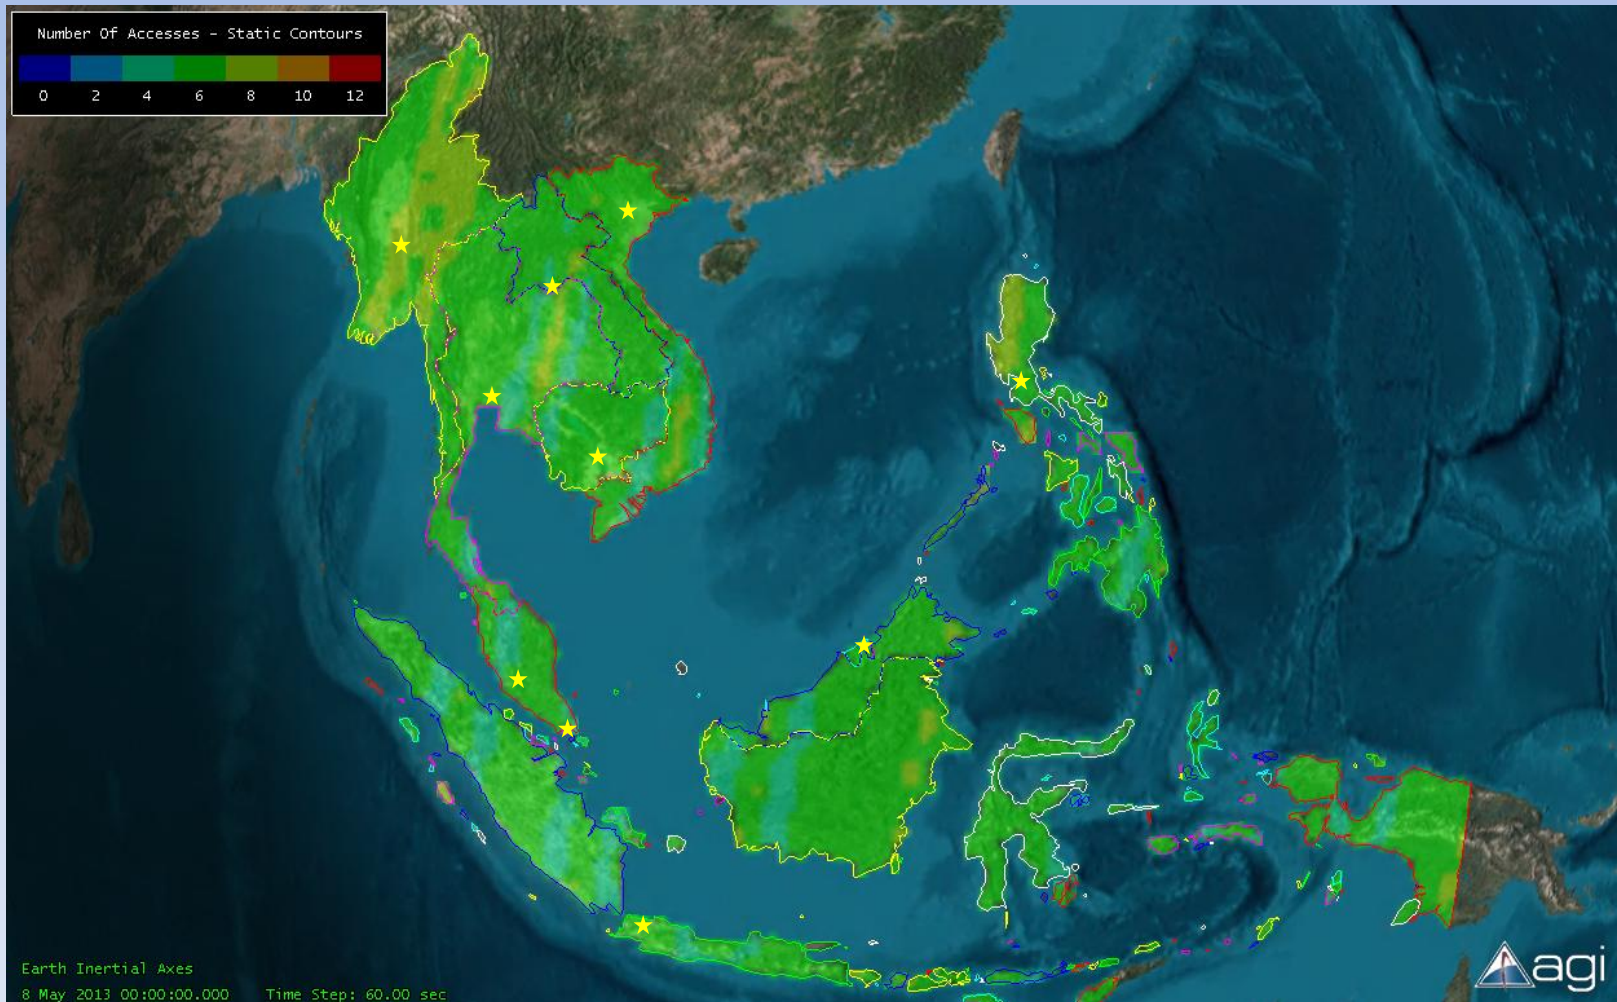 Number Of Accesses - Static Contours
0 2 4 6 8 10 12
Earth Inertial Axes
8 May 2013 00:00:00.000 Time Step: 60.00 sec
agi